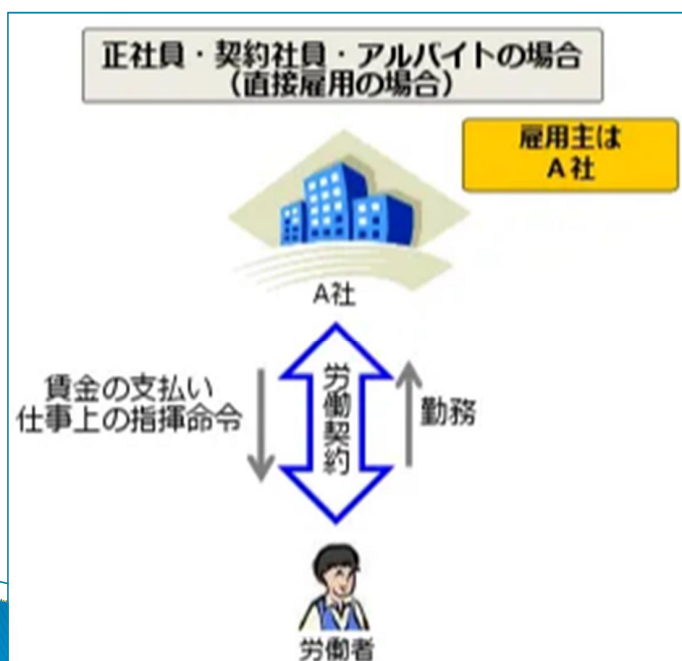 正社員・契約社員・アルバイトの場合
（直接雇用の場合）
雇用主は
A社
A社
賃金の支払い
仕事上の指揮命令
労働契約
勤務
労働者